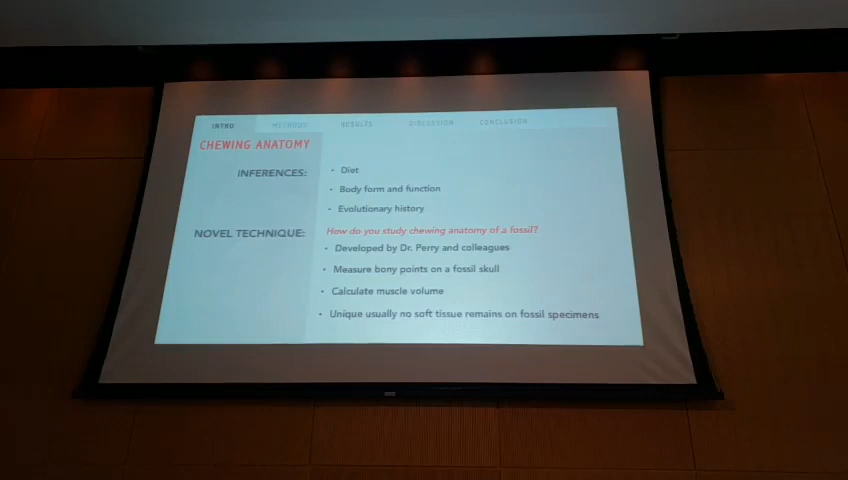 INTRO METHODS RESULTS DISCUSSION CONCLUSION
CHEWING ANATOMY
INFERENCES:
• Diet
• Body form and function
• Evolutionary history
NOVEL TECHNIQUE:
How do you study chewing anatomy of a fossil?
• Developed by Dr. Perry and colleagues
• Measure bony points on a fossil skull
• Calculate muscle volume
• Unique usually no soft tissue remains on fossil specimens